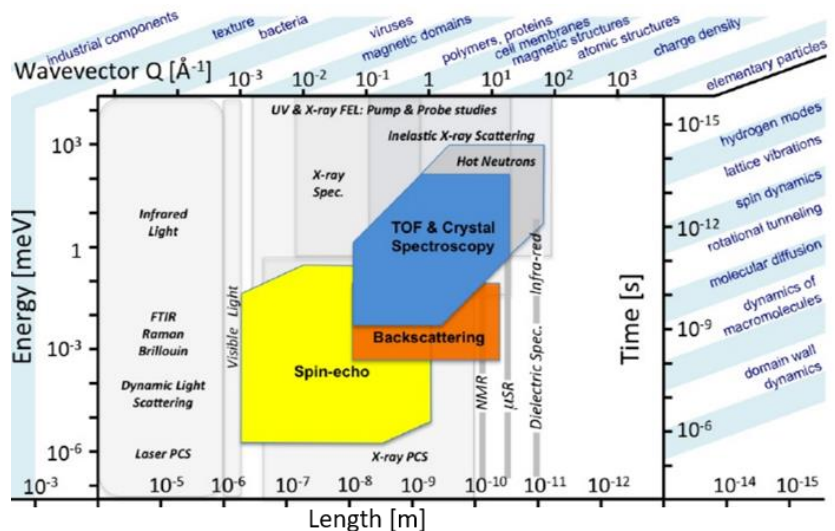 industrial components
texture
bacteria
viruses
magnetic domains
polymers, proteins
cell membranes
magnetic structures
atomic structures
charge density
elementary particles
Wavevector Q [Å⁻¹]
10⁻³ 10⁻² 10⁻¹ 1 10¹ 10² 10³
UV & X-ray FEL: Pump & Probe studies
Inelastic X-ray Scattering
Hot Neutrons
X-ray
Spec.
TOF & Crystal
Spectroscopy
Infrared
Light
FTIR
Raman
Brillouin
Dynamic Light
Scattering
Laser PCS
Visible Light
Spin-echo
Backscattering
X-ray PCS
NMR
μSR
Dielectric Spec.
Infra-red
Energy [meV]
10³
1
10⁻³
10⁻⁶
Time [s]
10⁻¹⁵
10⁻¹²
10⁻⁹
10⁻⁶
hydrogen modes
lattice vibrations
spin dynamics
rotational tunneling
molecular diffusion
dynamics of
macromolecules
domain wall
dynamics
10⁻³ 10⁻⁵ 10⁻⁶ 10⁻⁷ 10⁻⁸ 10⁻⁹ 10⁻¹⁰ 10⁻¹¹ 10⁻¹² 10⁻¹⁴ 10⁻¹⁵
Length [m]